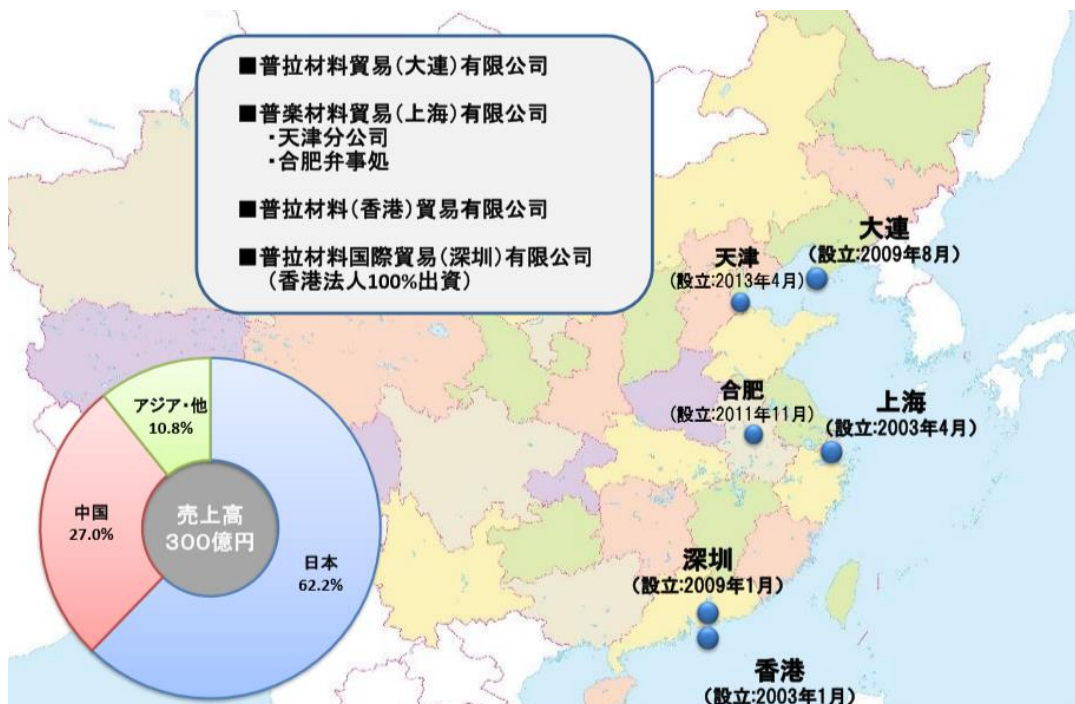 ■普拉材料貿易(大連)有限公司
■普楽材料貿易(上海)有限公司
・天津分公司
・合肥弁事処
■普拉材料(香港)貿易有限公司
■普拉材料国際貿易(深圳)有限公司
(香港法人100%出資)
大連
(設立:2009年8月)
天津
(設立:2013年4月)
合肥
(設立:2011年11月)
上海
(設立:2003年4月)
深圳
(設立:2009年1月)
香港
(設立:2003年1月)
アジア・他
10.8%
中国
27.0%
売上高
300億円
日本
62.2%